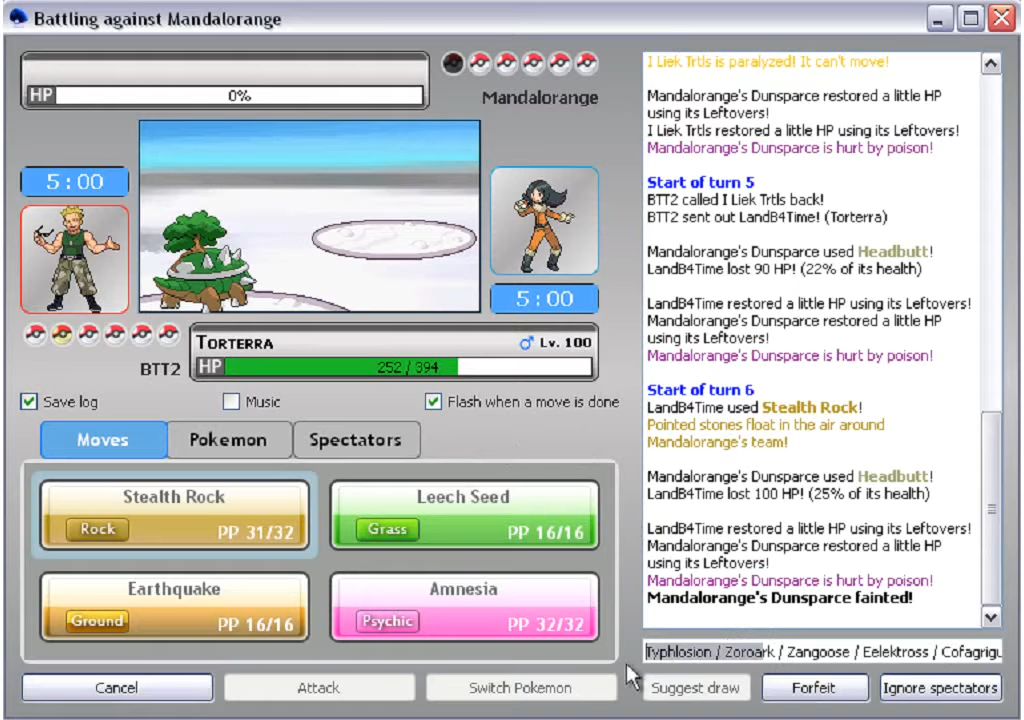 Battling against Mandalorange
HP 0%
Mandalorange
5:00
5:00
BTT2
TORTERRA ♂ Lv. 100
HP 252 / 394
Save log
Music
Flash when a move is done
Moves
Pokemon
Spectators
Stealth Rock
Rock PP 31/32
Leech Seed
Grass PP 16/16
Earthquake
Ground PP 16/16
Amnesia
Psychic PP 32/32
Cancel
Attack
Switch Pokemon
I Liek Trtls is paralyzed! It can't move!
Mandalorange's Dunsparce restored a little HP
using its Leftovers!
I Liek Trtls restored a little HP using its Leftovers!
Mandalorange's Dunsparce is hurt by poison!
Start of turn 5
BTT2 called I Liek Trtls back!
BTT2 sent out LandB4Time! (Torterra)
Mandalorange's Dunsparce used Headbutt!
LandB4Time lost 90 HP! (22% of its health)
LandB4Time restored a little HP using its Leftovers!
Mandalorange's Dunsparce restored a little HP
using its Leftovers!
Mandalorange's Dunsparce is hurt by poison!
Start of turn 6
LandB4Time used Stealth Rock!
Pointed stones float in the air around
Mandalorange's team!
Mandalorange's Dunsparce used Headbutt!
LandB4Time lost 100 HP! (25% of its health)
LandB4Time restored a little HP using its Leftovers!
Mandalorange's Dunsparce restored a little HP
using its Leftovers!
Mandalorange's Dunsparce is hurt by poison!
Mandalorange's Dunsparce fainted!
Typhlosion / Zoroark / Zangoose / Eelektross / Cofagrigu
Suggest draw
Forfeit
Ignore spectators